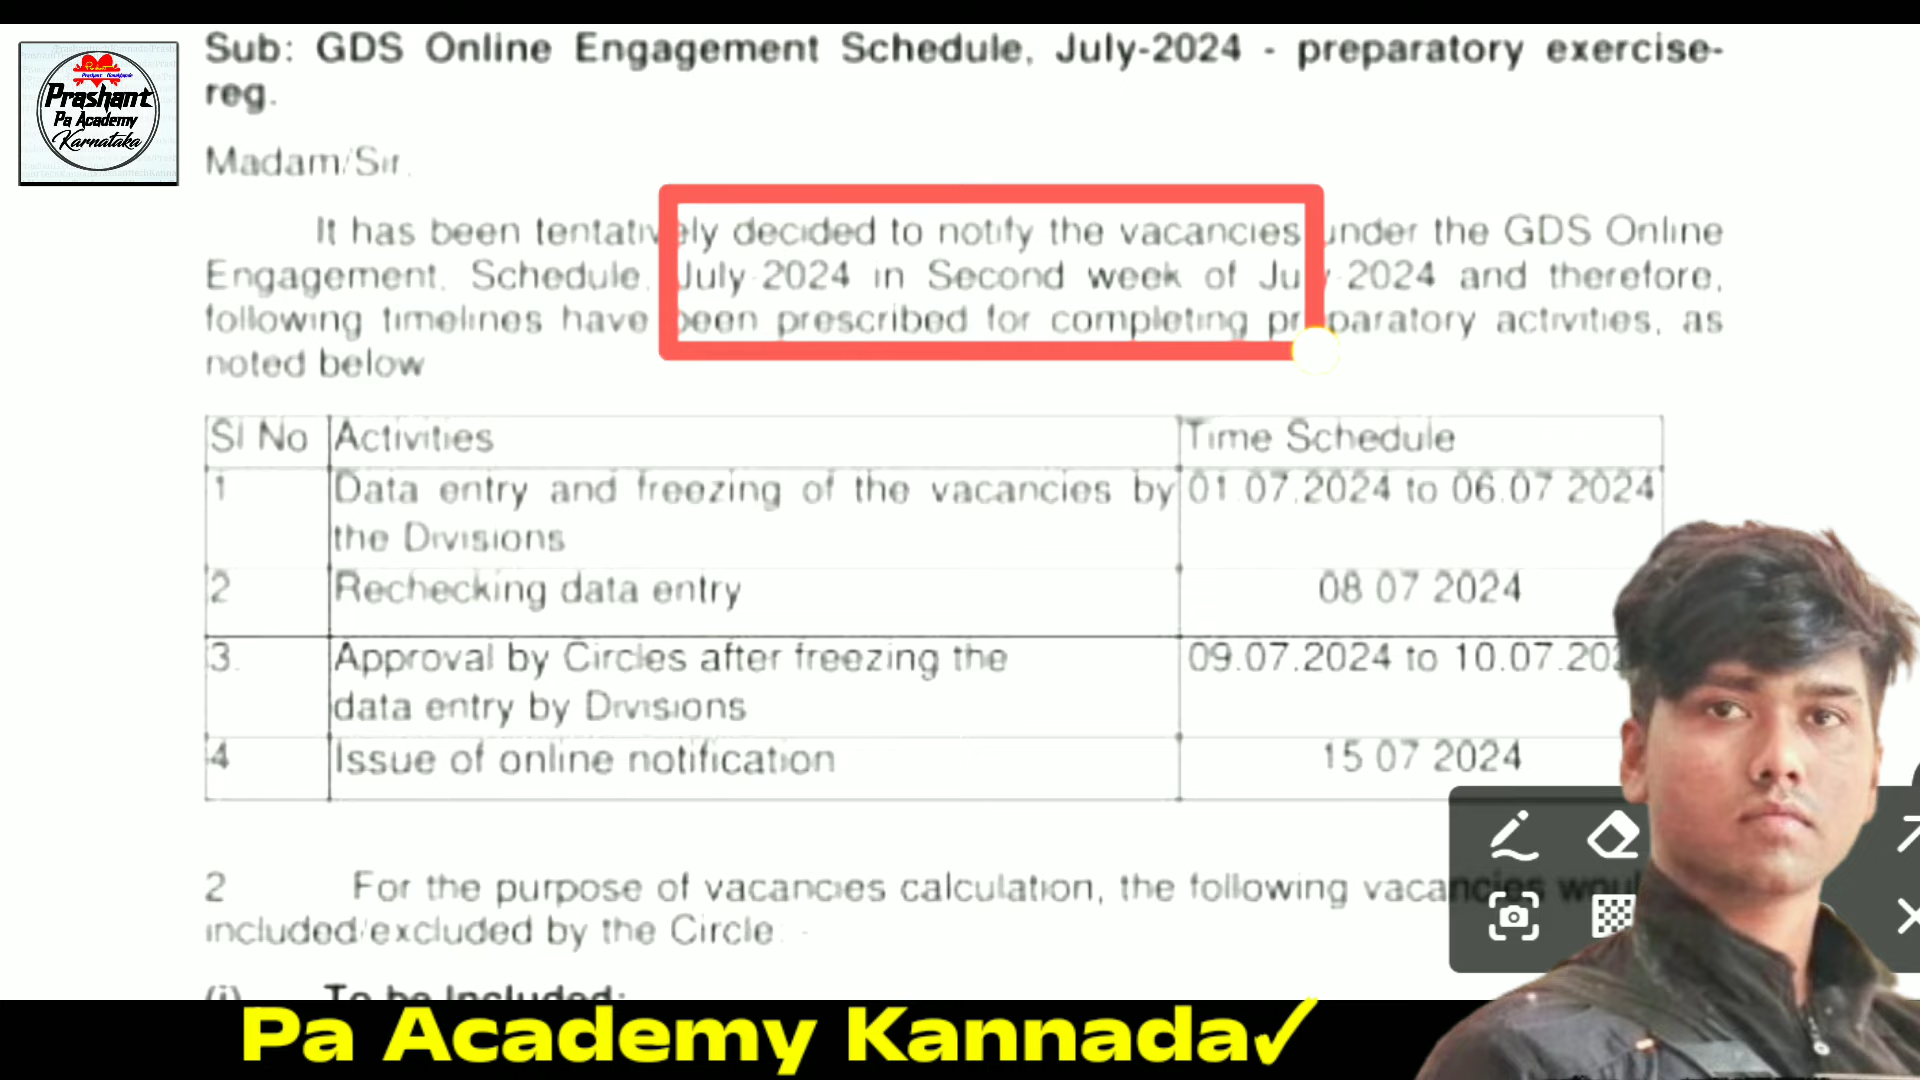 Sub: GDS Online Engagement Schedule, July-2024 - preparatory exercise-
reg.
Prashant
Pa Academy
Karnataka
Madam/Sir.
It has been tentatively decided to notify the vacancies under the GDS Online
Engagement. Schedule. July-2024 in Second week of July 2024 and therefore,
following timelines have been prescribed for completing preparatory activities, as
noted below
Sl No Activities Time Schedule
1 Data entry and freezing of the vacancies by 01.07.2024 to 06.07 2024
the Divisions
2 Rechecking data entry 08 07 2024
3. Approval by Circles after freezing the 09.07.2024 to 10.07.202
data entry by Divisions
4 Issue of online notification 15 07 2024
2 For the purpose of vacancies calculation, the following vacancies would
included/excluded by the Circle. -
(i) To be Included:
Pa Academy Kannada✓